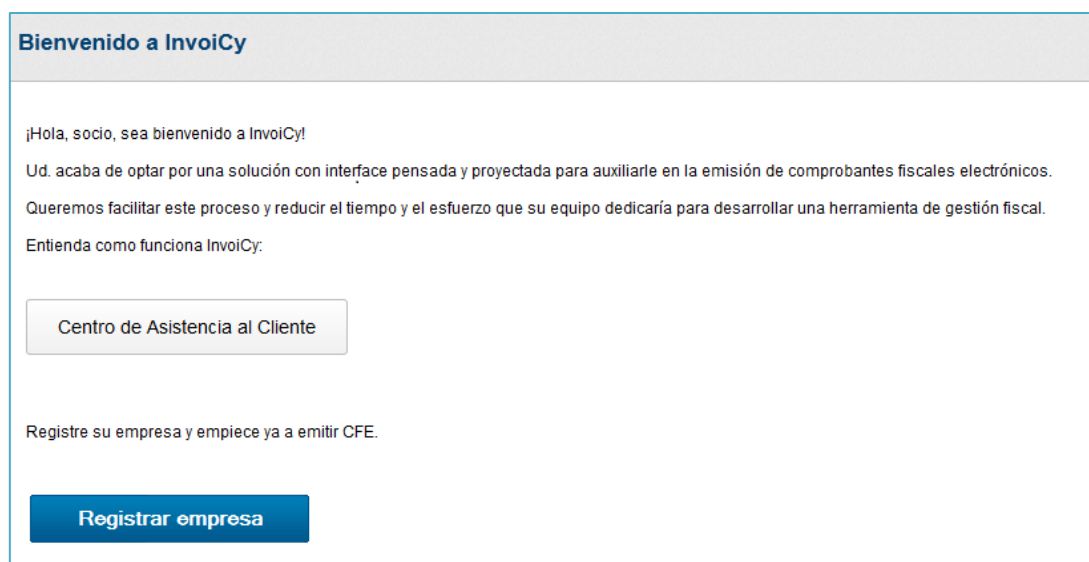 Bienvenido a InvoiCy
¡Hola, socio, sea bienvenido a InvoiCy!
Ud. acaba de optar por una solución con interface pensada y proyectada para auxiliarle en la emisión de comprobantes fiscales electrónicos.
Queremos facilitar este proceso y reducir el tiempo y el esfuerzo que su equipo dedicaría para desarrollar una herramienta de gestión fiscal.
Entienda como funciona InvoiCy:
Centro de Asistencia al Cliente
Registre su empresa y empiece ya a emitir CFE.
Registrar empresa